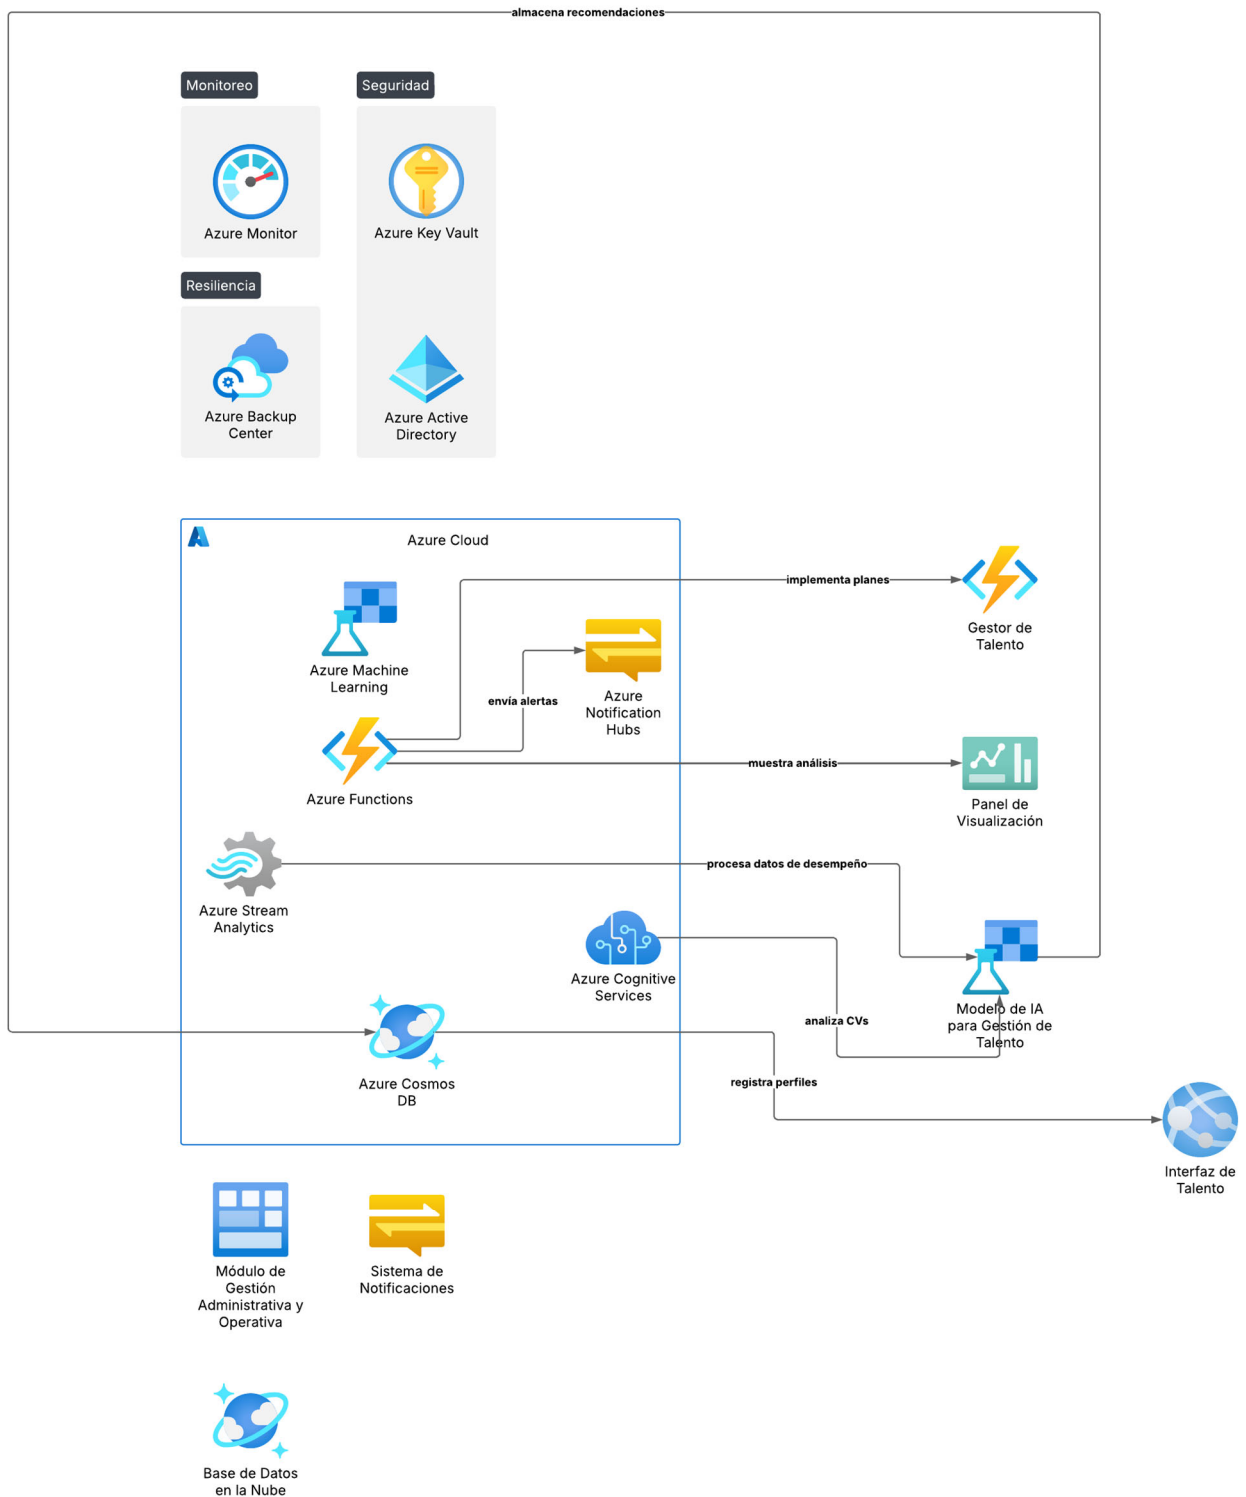 almacena recomendaciones
Monitoreo
Seguridad
Azure Monitor
Azure Key Vault
Resiliencia
Azure Backup
Center
Azure Active
Directory
Azure Cloud
implementa planes
Gestor de
Talento
Azure Machine
Learning
envía alertas
Azure
Notification
Hubs
Azure Functions
muestra análisis
Panel de
Visualización
procesa datos de desempeño
Azure Stream
Analytics
Azure Cognitive
Services
Modelo de IA
para Gestión de
Talento
analiza CVs
Azure Cosmos
DB
registra perfiles
Interfaz de
Talento
Módulo de
Gestión
Administrativa y
Operativa
Sistema de
Notificaciones
Base de Datos
en la Nube